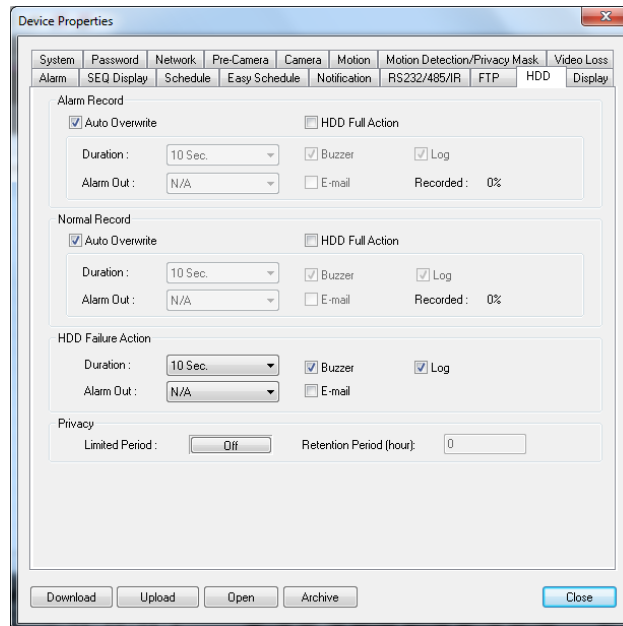 Device Properties
System Password Network Pre-Camera Camera Motion Motion Detection/Privacy Mask Video Loss
Alarm SEQ Display Schedule Easy Schedule Notification RS232/485/IR FTP HDD Display
Alarm Record
Auto Overwrite HDD Full Action
Duration : 10 Sec. Buzzer Log
Alarm Out : N/A E-mail Recorded : 0%
Normal Record
Auto Overwrite HDD Full Action
Duration : 10 Sec. Buzzer Log
Alarm Out : N/A E-mail Recorded : 0%
HDD Failure Action
Duration : 10 Sec. Buzzer Log
Alarm Out : N/A E-mail
Privacy
Limited Period : Off Retention Period (hour): 0
Download Upload Open Archive Close